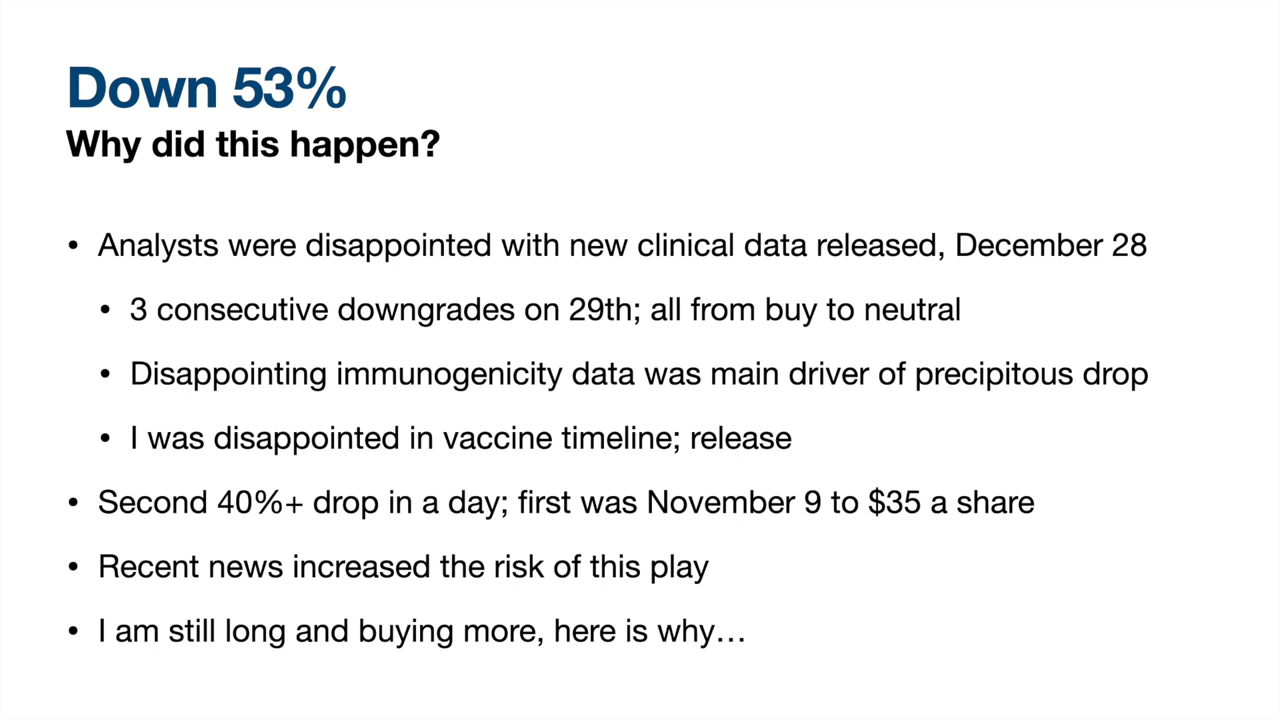 Down 53%
Why did this happen?
• Analysts were disappointed with new clinical data released, December 28
• 3 consecutive downgrades on 29th; all from buy to neutral
• Disappointing immunogenicity data was main driver of precipitous drop
• I was disappointed in vaccine timeline; release
• Second 40%+ drop in a day; first was November 9 to $35 a share
• Recent news increased the risk of this play
• I am still long and buying more, here is why…